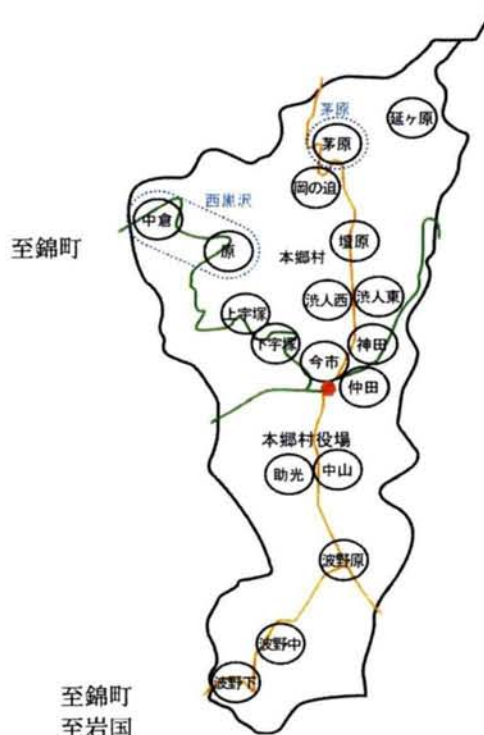 延ヶ原
茅原
茅原
岡の迫
西黒沢
中倉
原
壇原
至錦町
本郷村
渋人西
渋人東
上宇塚
下宇塚
神田
今市
仲田
本郷村役場
助光
中山
波野原
波野中
波野下
至錦町
至岩国